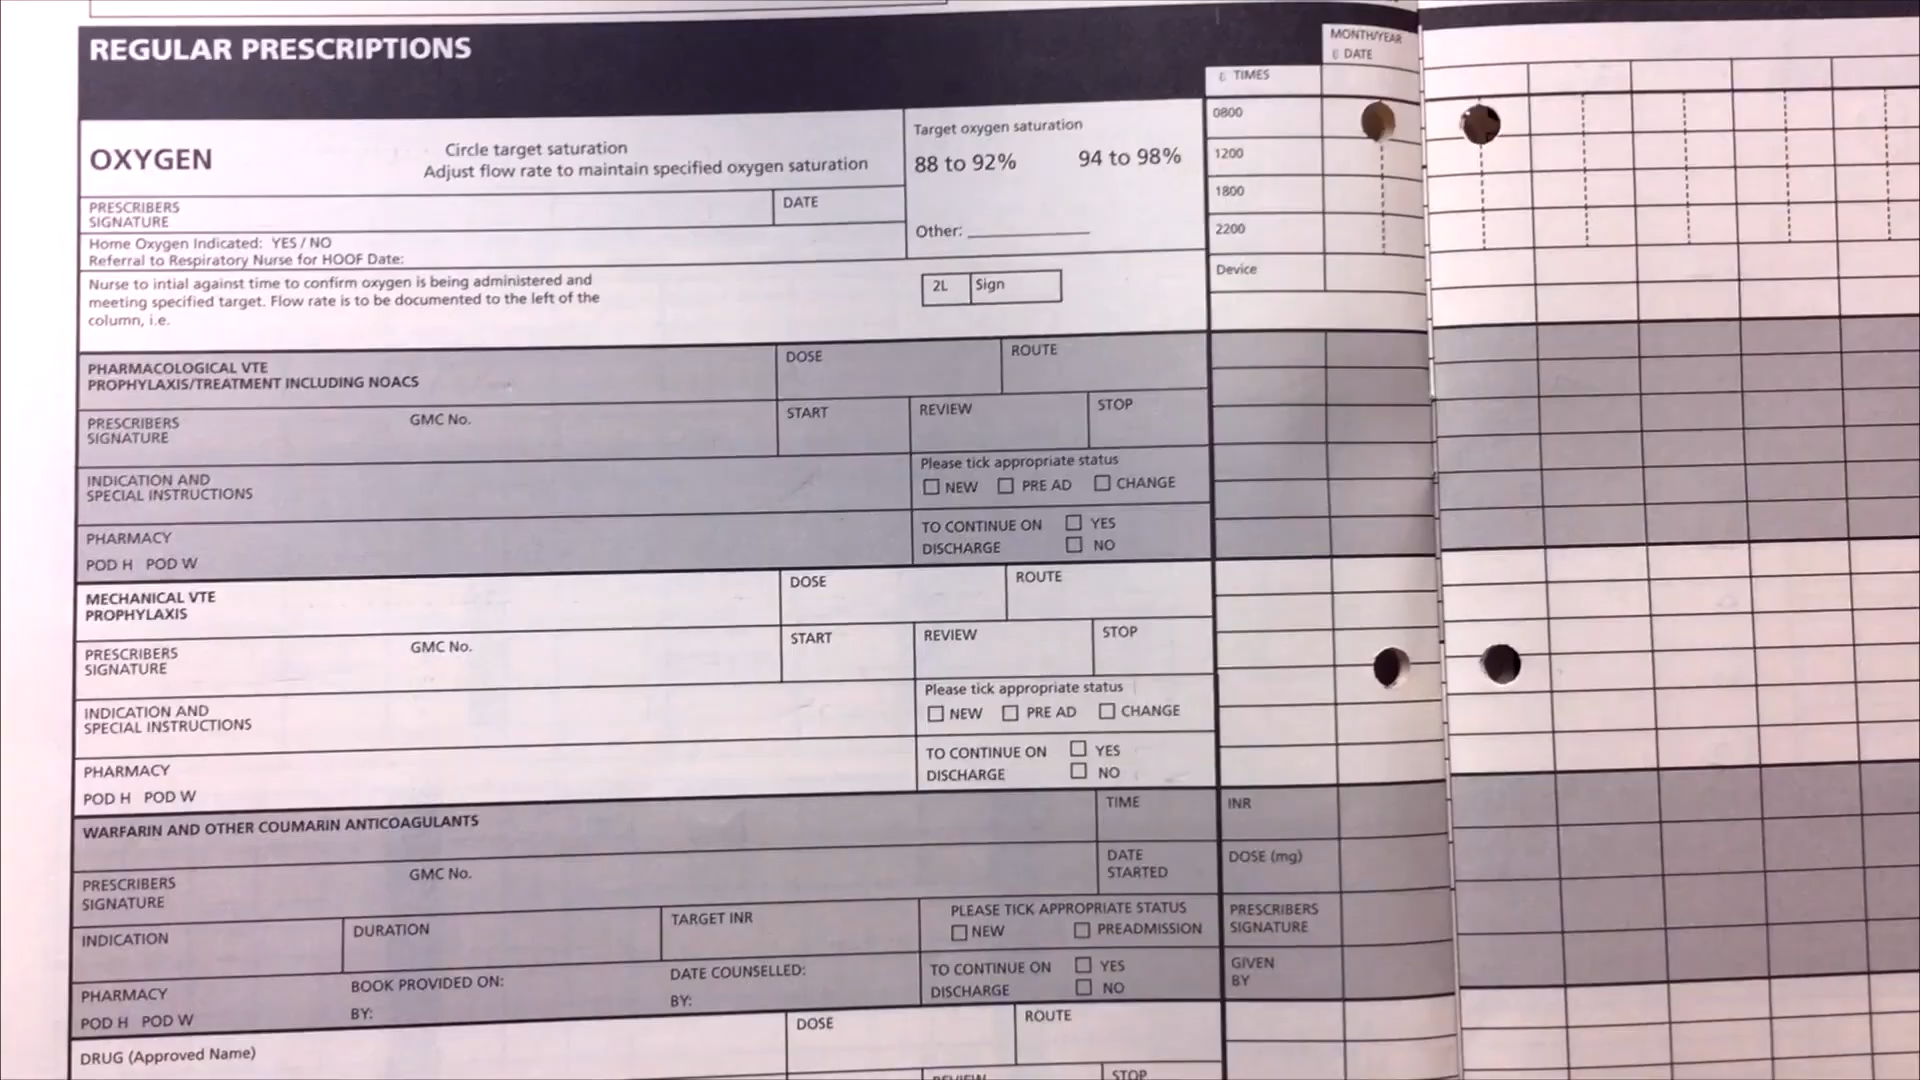 REGULAR PRESCRIPTIONS
MONTH/YEAR
DATE
TIMES
OXYGEN
Circle target saturation
Adjust flow rate to maintain specified oxygen saturation
Target oxygen saturation
88 to 92% 94 to 98%
Other:
0800
1200
1800
2200
Device
PRESCRIBERS
SIGNATURE
DATE
Home Oxygen Indicated: YES / NO
Referral to Respiratory Nurse for HOOF Date:
Nurse to intial against time to confirm oxygen is being administered and
meeting specified target. Flow rate is to be documented to the left of the
column, i.e.
2L Sign
PHARMACOLOGICAL VTE
PROPHYLAXIS/TREATMENT INCLUDING NOACS
DOSE
ROUTE
PRESCRIBERS
SIGNATURE
GMC No.
START
REVIEW
STOP
INDICATION AND
SPECIAL INSTRUCTIONS
Please tick appropriate status
NEW PRE AD CHANGE
PHARMACY
POD H POD W
TO CONTINUE ON
DISCHARGE
YES
NO
MECHANICAL VTE
PROPHYLAXIS
DOSE
ROUTE
PRESCRIBERS
SIGNATURE
GMC No.
START
REVIEW
STOP
INDICATION AND
SPECIAL INSTRUCTIONS
Please tick appropriate status
NEW PRE AD CHANGE
PHARMACY
POD H POD W
TO CONTINUE ON
DISCHARGE
YES
NO
WARFARIN AND OTHER COUMARIN ANTICOAGULANTS
TIME
INR
PRESCRIBERS
SIGNATURE
GMC No.
DATE
STARTED
DOSE (mg)
INDICATION
DURATION
TARGET INR
PLEASE TICK APPROPRIATE STATUS
NEW PREADMISSION
PRESCRIBERS
SIGNATURE
PHARMACY
POD H POD W
BOOK PROVIDED ON:
BY:
DATE COUNSELLED:
BY:
TO CONTINUE ON
DISCHARGE
YES
NO
GIVEN
BY
DRUG (Approved Name)
DOSE
ROUTE
REVIEW
STOP